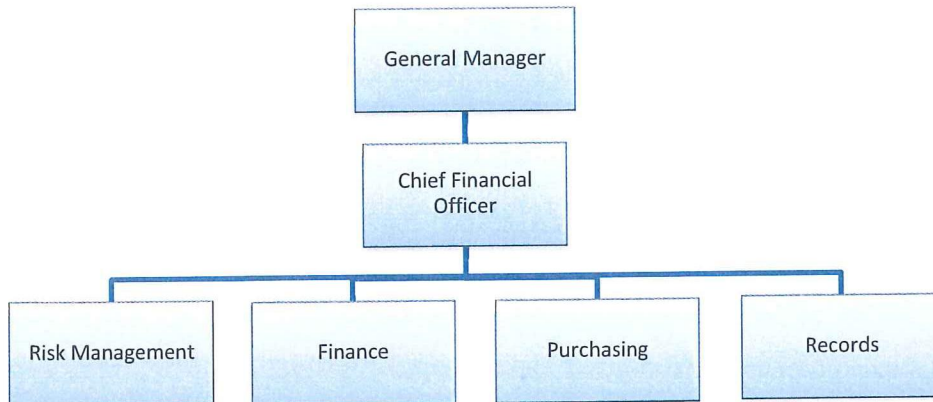 General Manager
Chief Financial
Officer
Risk Management
Finance
Purchasing
Records